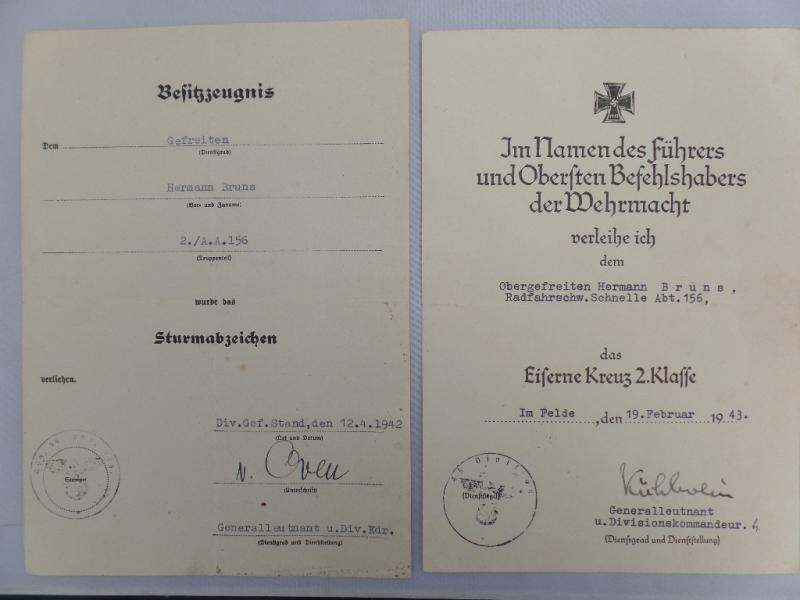 Besitzzeugnis
Dem Gefreiten
(Dienstgrad)
Hermann Bruns
(Vor- und Zuname)
2./A.A.156
(Truppenteil)
wurde das
Sturmabzeichen
verliehen.
Div.Gef.Stand,den 12.4.1942
(Ort und Datum)
v. Oven
(Unterschrift)
Stempel
Generalleutnant u.Div.Kdr.
(Dienstgrad und Dienststellung)
Im Namen des Führers
und Obersten Befehlshabers
der Wehrmacht
verleihe ich
dem
Obergefreiten Hermann B r u n s ,
Radfahrschw.Schnelle Abt.156,
das
Eiserne Kreuz 2.Klasse
Im Felde ,den 19.Februar 1943.
(Dienstsiegel)
Generalleutnant
u.Divisionskommandeur.
(Dienstgrad und Dienststellung)